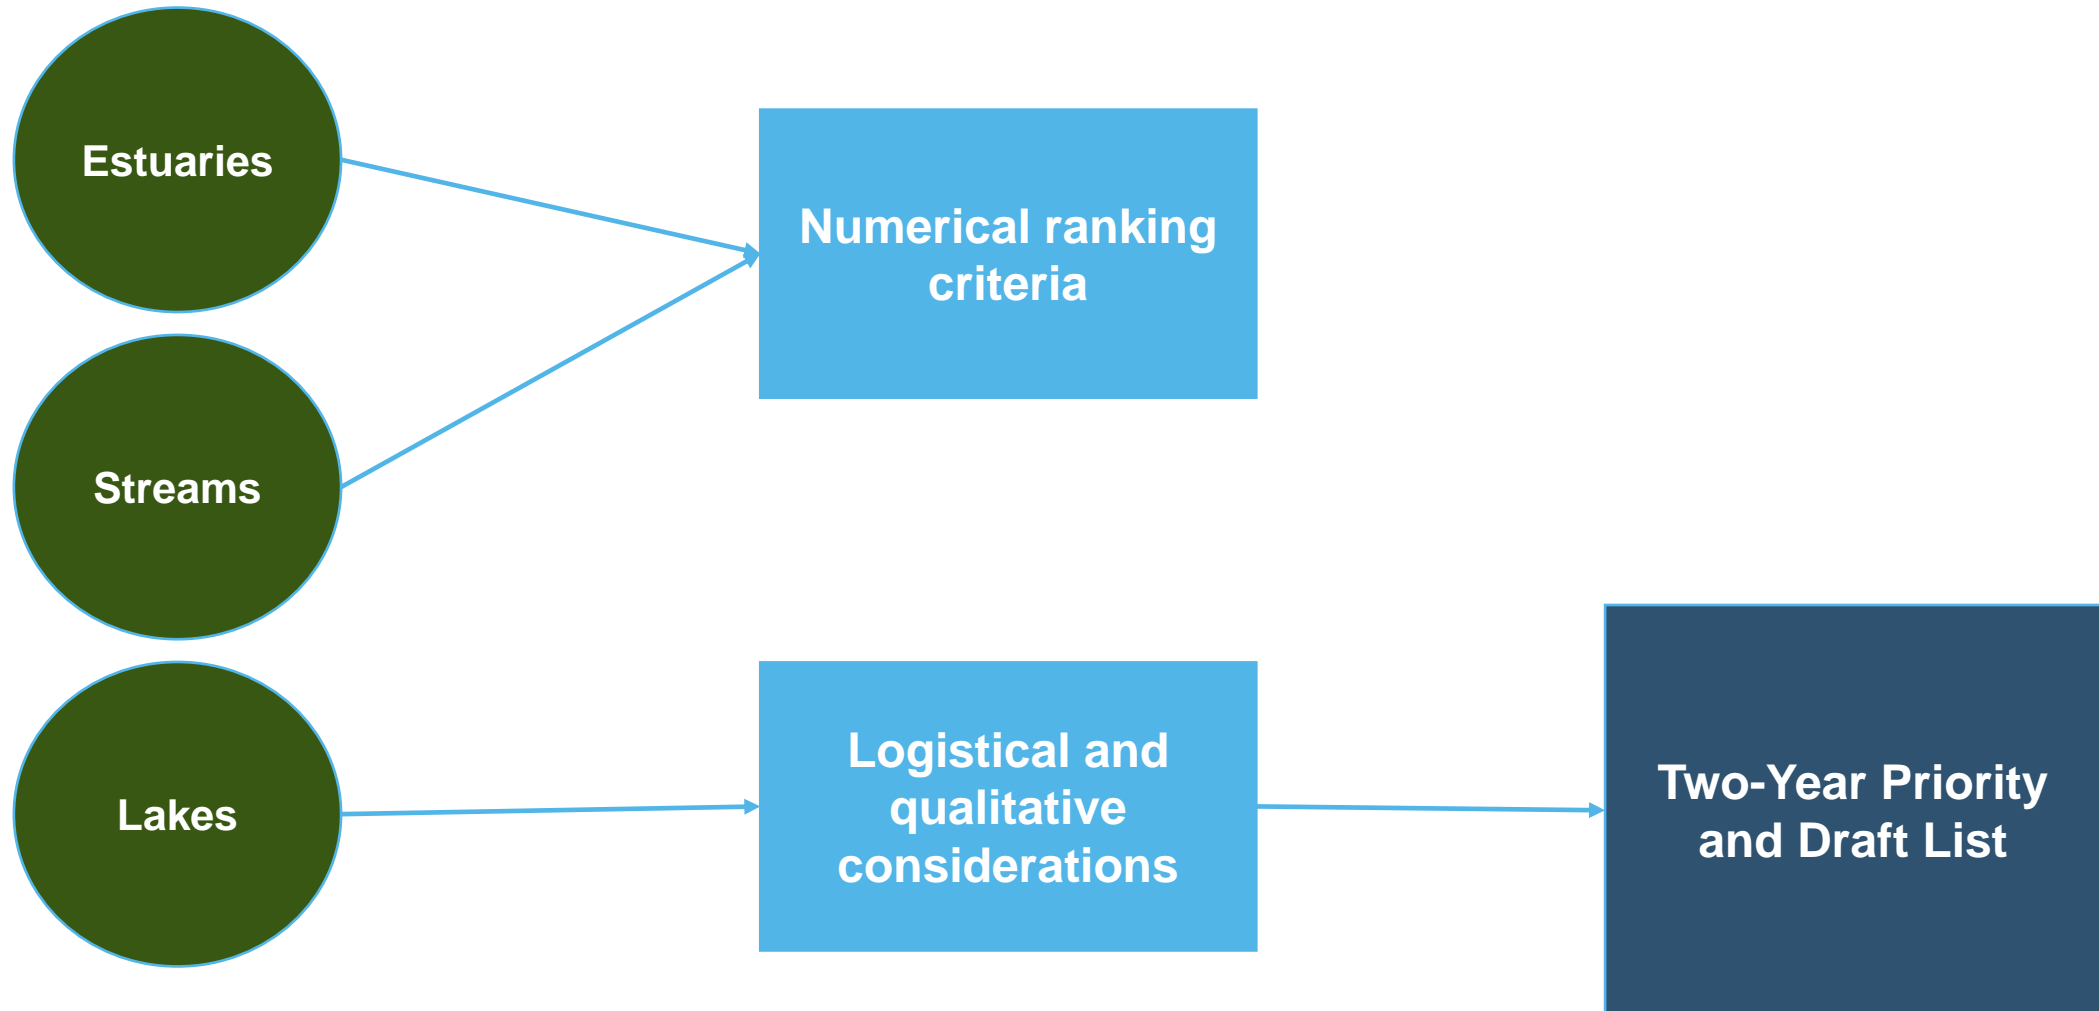 Estuaries
Numerical ranking
criteria
Streams
Lakes
Logistical and
qualitative
considerations
Two-Year Priority
and Draft List